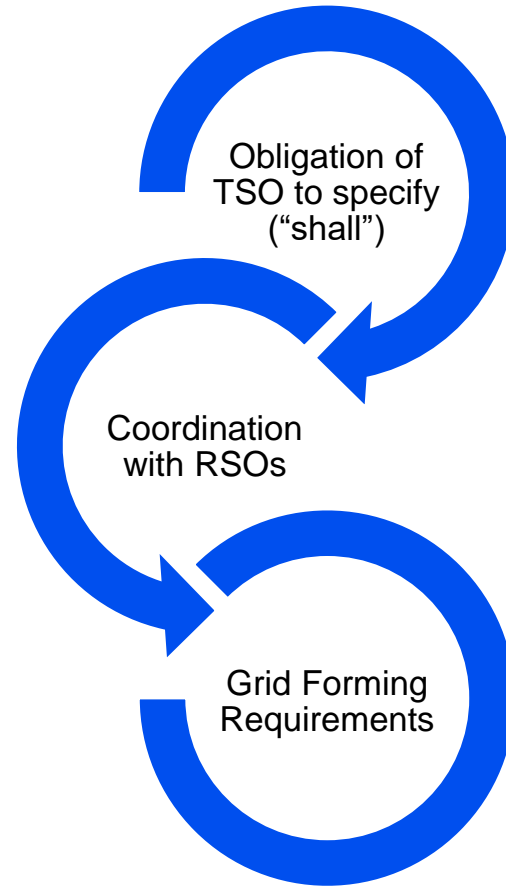 Obligation of
TSO to specify
(“shall”)
Coordination
with RSOs
Grid Forming
Requirements